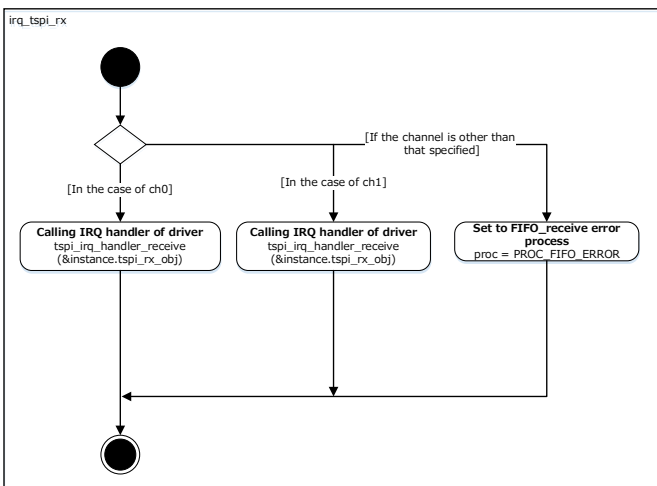 irq_tspi_rx
[If the channel is other than
that specified]
[In the case of ch0]
[In the case of ch1]
Calling IRQ handler of driver
tspi_irq_handler_receive
(&instance.tspi_rx_obj)
Calling IRQ handler of driver
tspi_irq_handler_receive
(&instance.tspi_rx_obj)
Set to FIFO_receive error
process
proc = PROC_FIFO_ERROR